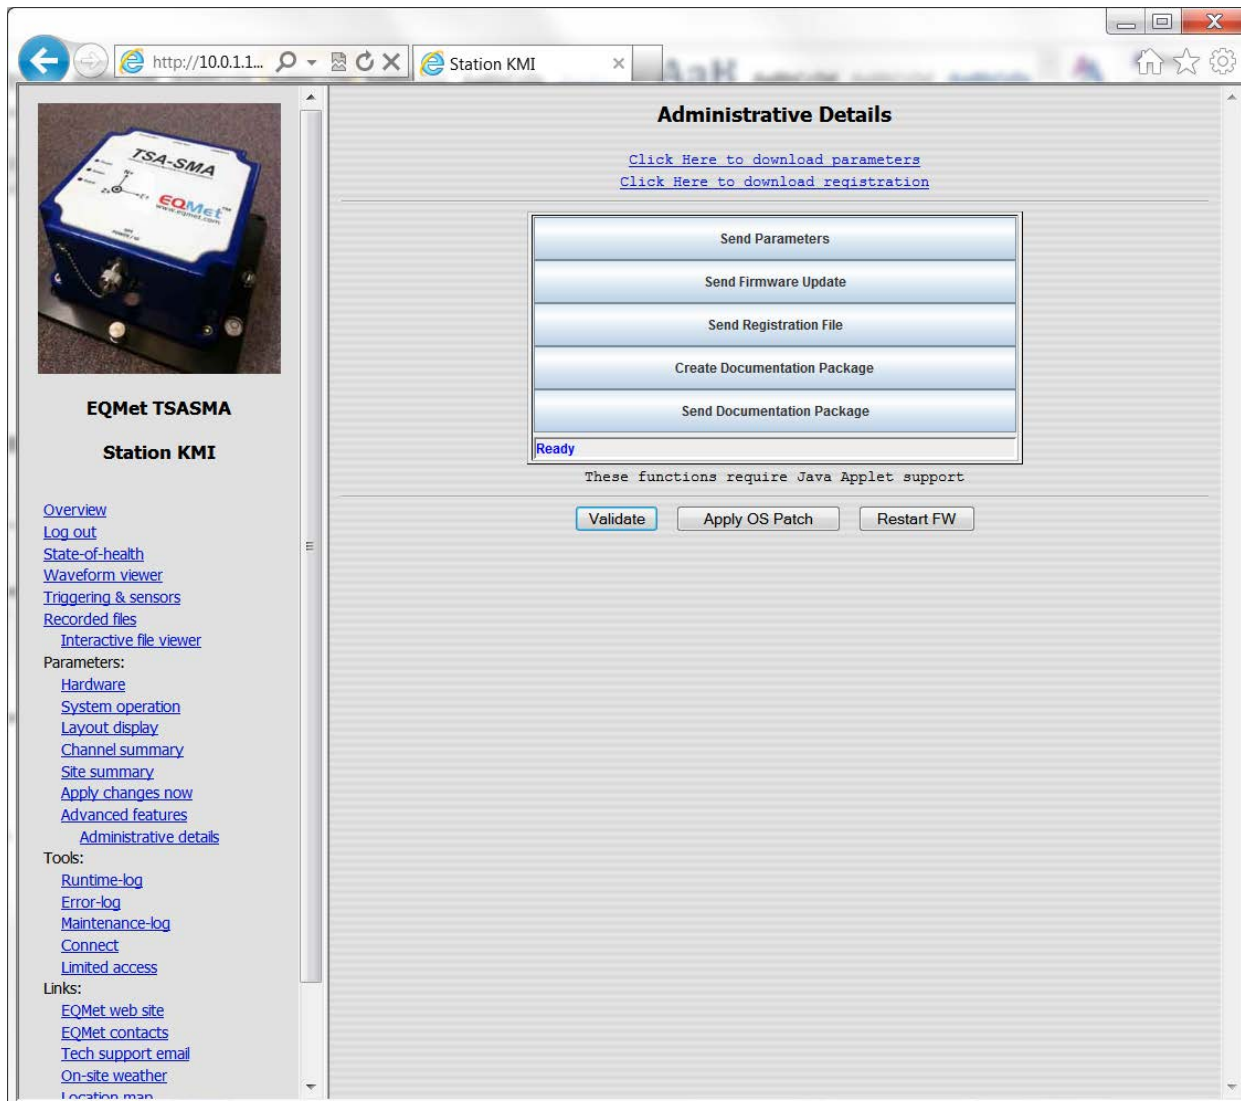 http://10.0.1.1...
Station KMI
TSA-SMA
EQMet
www.eqmet.com
EQMet TSASMA
Station KMI
Overview
Log out
State-of-health
Waveform viewer
Triggering & sensors
Recorded files
Interactive file viewer
Parameters:
Hardware
System operation
Layout display
Channel summary
Site summary
Apply changes now
Advanced features
Administrative details
Tools:
Runtime-log
Error-log
Maintenance-log
Connect
Limited access
Links:
EQMet web site
EQMet contacts
Tech support email
On-site weather
Location map
Administrative Details
Click Here to download parameters
Click Here to download registration
Send Parameters
Send Firmware Update
Send Registration File
Create Documentation Package
Send Documentation Package
Ready
These functions require Java Applet support
Validate Apply OS Patch Restart FW